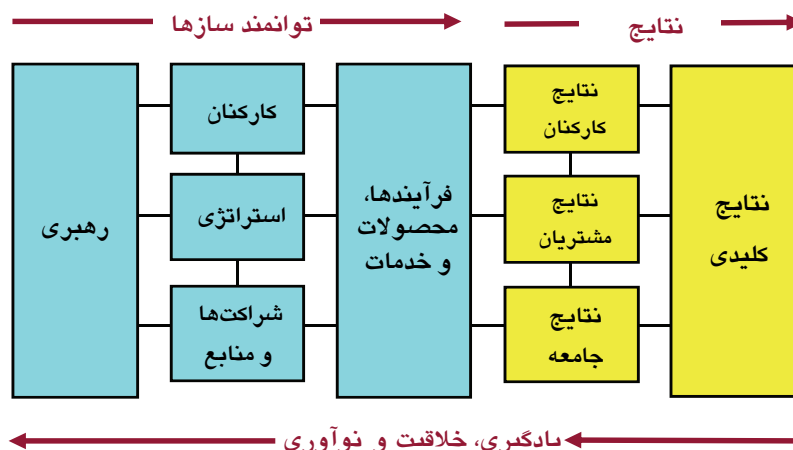 توانمند سازها
نتایج
رهبری
کارکنان
استراتژی
شراکت‌ها
و منابع
فرآیندها،
محصولات
و خدمات
نتایج
کارکنان
نتایج
مشتریان
نتایج
جامعه
نتایج
کلیدی
یادگیری، خلاقیت و نوآوری